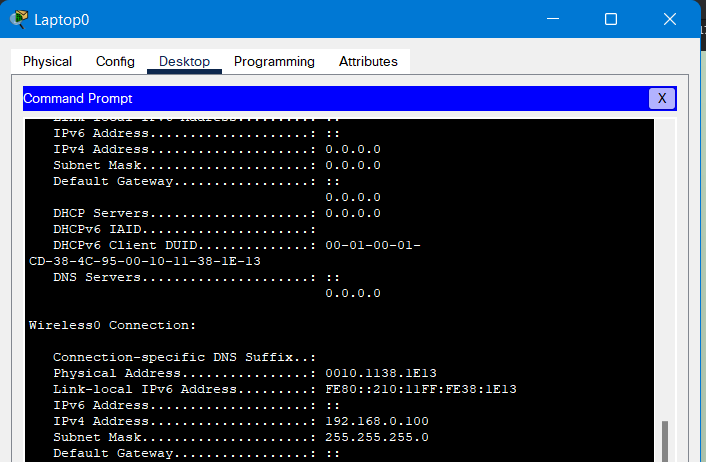 Laptop0
Physical Config Desktop Programming Attributes
Command Prompt X
Link-local IPv6 Address.........: ::
IPv6 Address....................: ::
IPv4 Address....................: 0.0.0.0
Subnet Mask.....................: 0.0.0.0
Default Gateway.................: ::
0.0.0.0
DHCP Servers....................: 0.0.0.0
DHCPv6 IAID.....................:
DHCPv6 Client DUID..............: 00-01-00-01-
CD-38-4C-95-00-10-11-38-1E-13
DNS Servers.....................: ::
0.0.0.0
Wireless0 Connection:
Connection-specific DNS Suffix..:
Physical Address................: 0010.1138.1E13
Link-local IPv6 Address.........: FE80::210:11FF:FE38:1E13
IPv6 Address....................: ::
IPv4 Address....................: 192.168.0.100
Subnet Mask.....................: 255.255.255.0
Default Gateway.................: ::